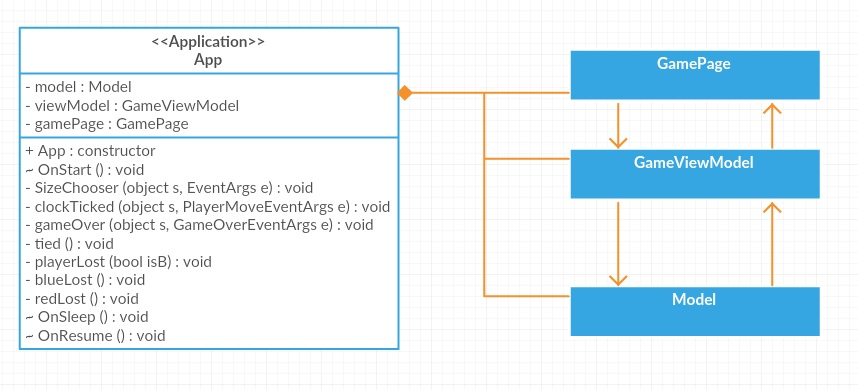 <<Application>>
App
- model : Model
- viewModel : GameViewModel
- gamePage : GamePage
+ App : constructor
~ OnStart () : void
- SizeChooser (object s, EventArgs e) : void
- clockTicked (object s, PlayerMoveEventArgs e) : void
- gameOver (object s, GameOverEventArgs e) : void
- tied () : void
- playerLost (bool isB) : void
- blueLost () : void
- redLost () : void
~ OnSleep () : void
~ OnResume () : void
GamePage
GameViewModel
Model